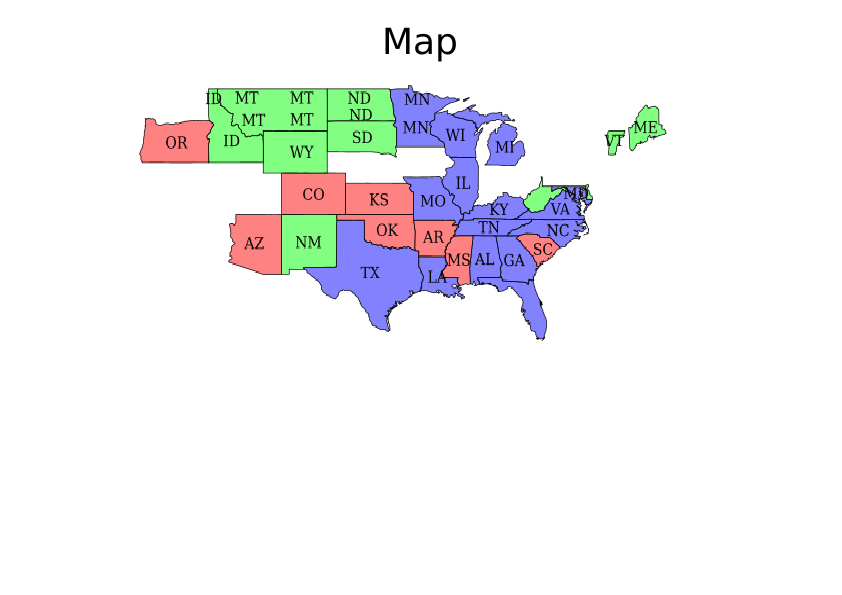 Map
ID MT MT ND MN
MT MT ND
OR ID WY SD MN WI MI VT ME
CO KS MO IL KY VA MD
AZ NM OK AR TN NC
TX LA MS AL GA SC